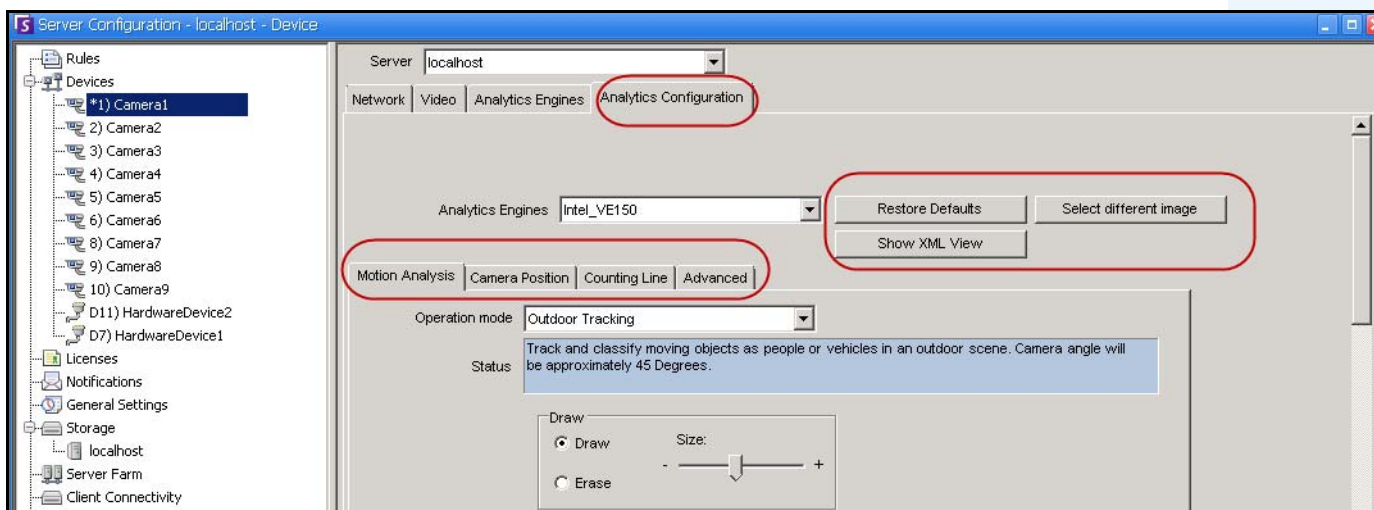 Server Configuration - localhost - Device
Rules
Devices
*1) Camera1
2) Camera2
3) Camera3
4) Camera4
5) Camera5
6) Camera6
8) Camera7
9) Camera8
10) Camera9
D11) HardwareDevice2
D7) HardwareDevice1
Licenses
Notifications
General Settings
Storage
localhost
Server Farm
Client Connectivity
Server localhost
Network Video Analytics Engines Analytics Configuration
Analytics Engines Intel_VE150 Restore Defaults Select different image
Show XML View
Motion Analysis Camera Position Counting Line Advanced
Operation mode Outdoor Tracking
Status Track and classify moving objects as people or vehicles in an outdoor scene. Camera angle will
be approximately 45 Degrees.
Draw
Draw Size:
- +
Erase